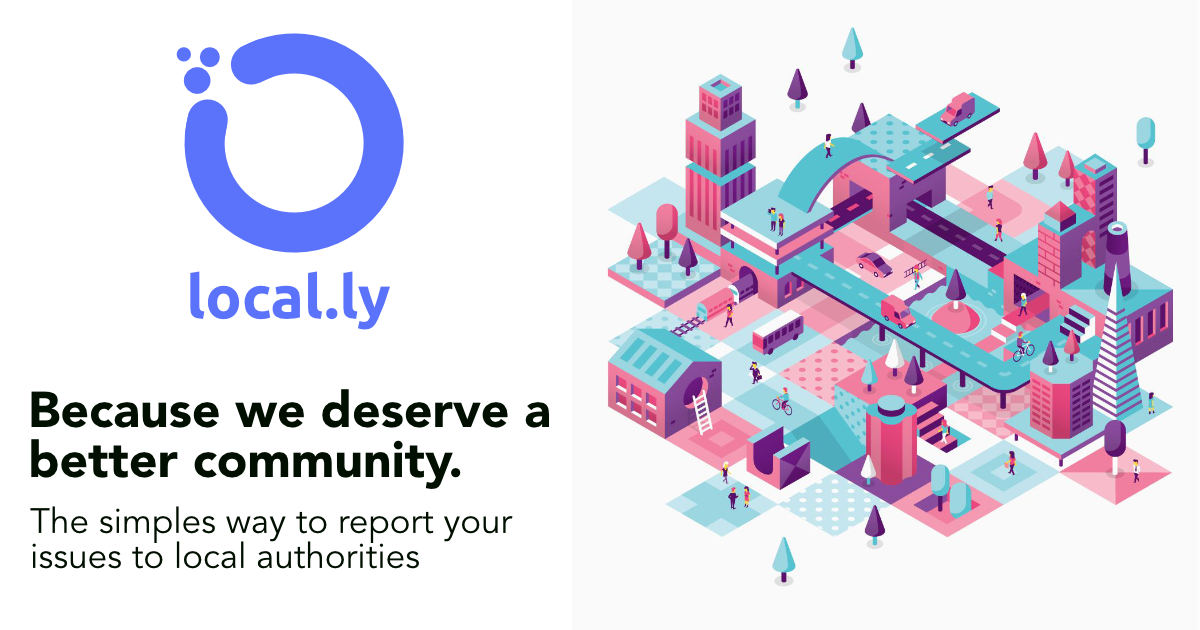 local.ly
Because we deserve a
better community.
The simples way to report your
issues to local authorities